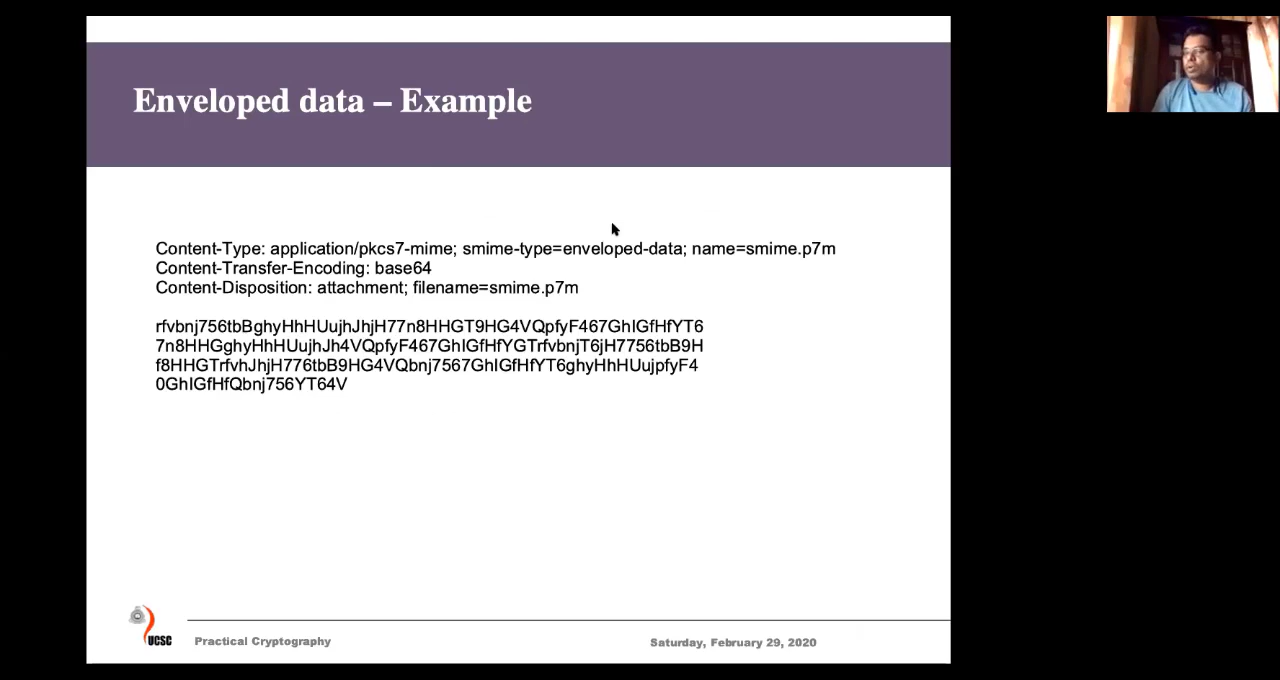 Enveloped data – Example
Content-Type: application/pkcs7-mime; smime-type=enveloped-data; name=smime.p7m
Content-Transfer-Encoding: base64
Content-Disposition: attachment; filename=smime.p7m
rfvbnj756tbBghyHhHUujhJhjH77n8HHGT9HG4VQpfyF467GhIGfHfYT6
7n8HHGghyHhHUujhJh4VQpfyF467GhIGfHfYGTrfvbnjT6jH7756tbB9H
f8HHGTrfvhJhjH776tbB9HG4VQbnj7567GhIGfHfYT6ghyHhHUujpfyF4
0GhIGfHfQbnj756YT64V
UCSC
Practical Cryptography
Saturday, February 29, 2020